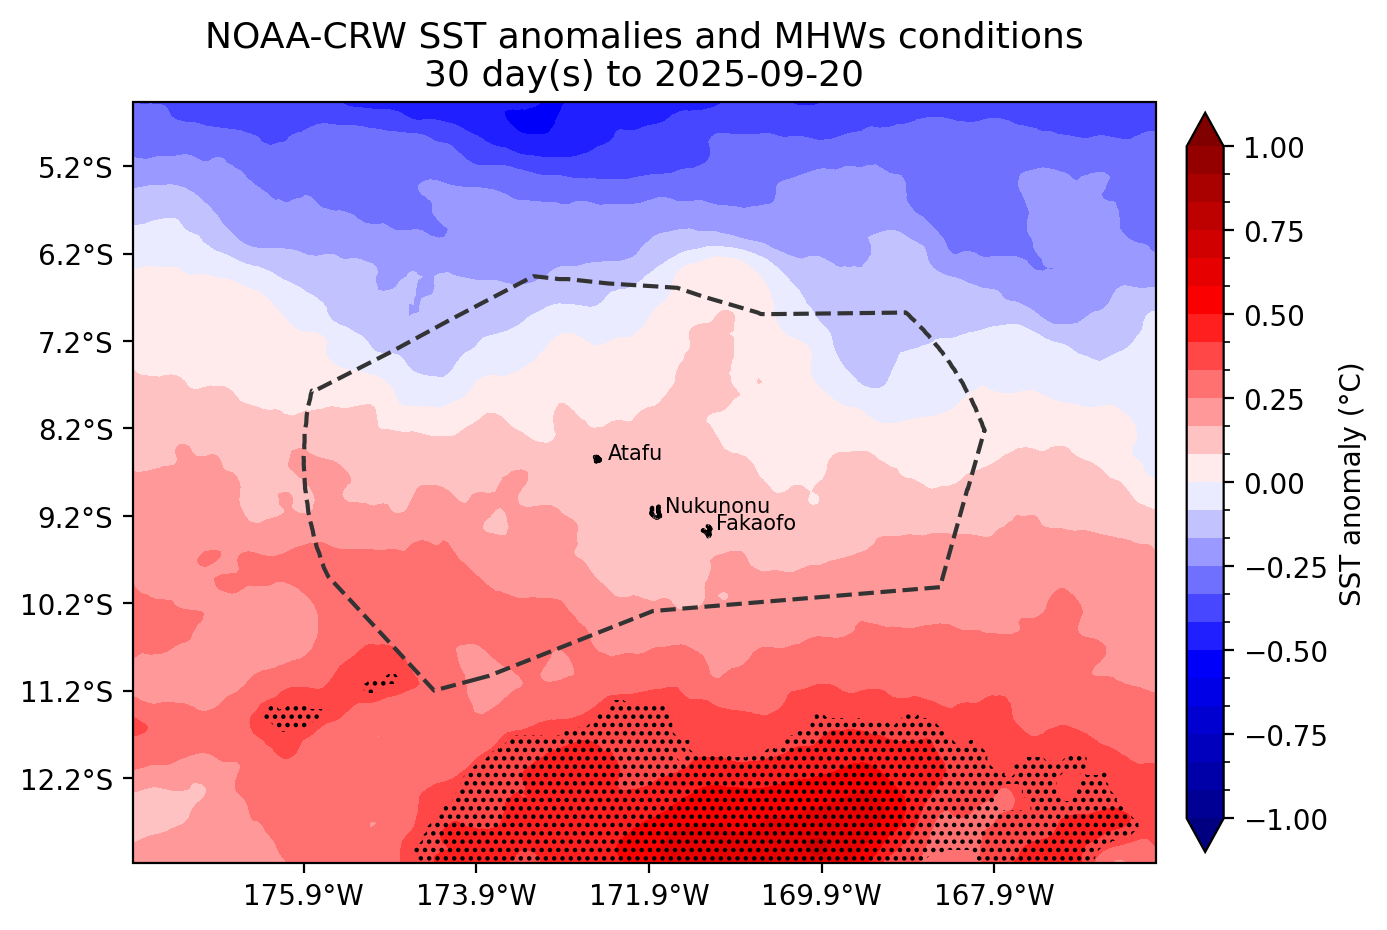 NOAA-CRW SST anomalies and MHWs conditions
30 day(s) to 2025-09-20
5.2°S
6.2°S
7.2°S
8.2°S
9.2°S
10.2°S
11.2°S
12.2°S
Atafu
Nukunonu
Fakaofo
175.9°W
173.9°W
171.9°W
169.9°W
167.9°W
1.00
0.75
0.50
0.25
0.00
−0.25
−0.50
−0.75
−1.00
SST anomaly (°C)